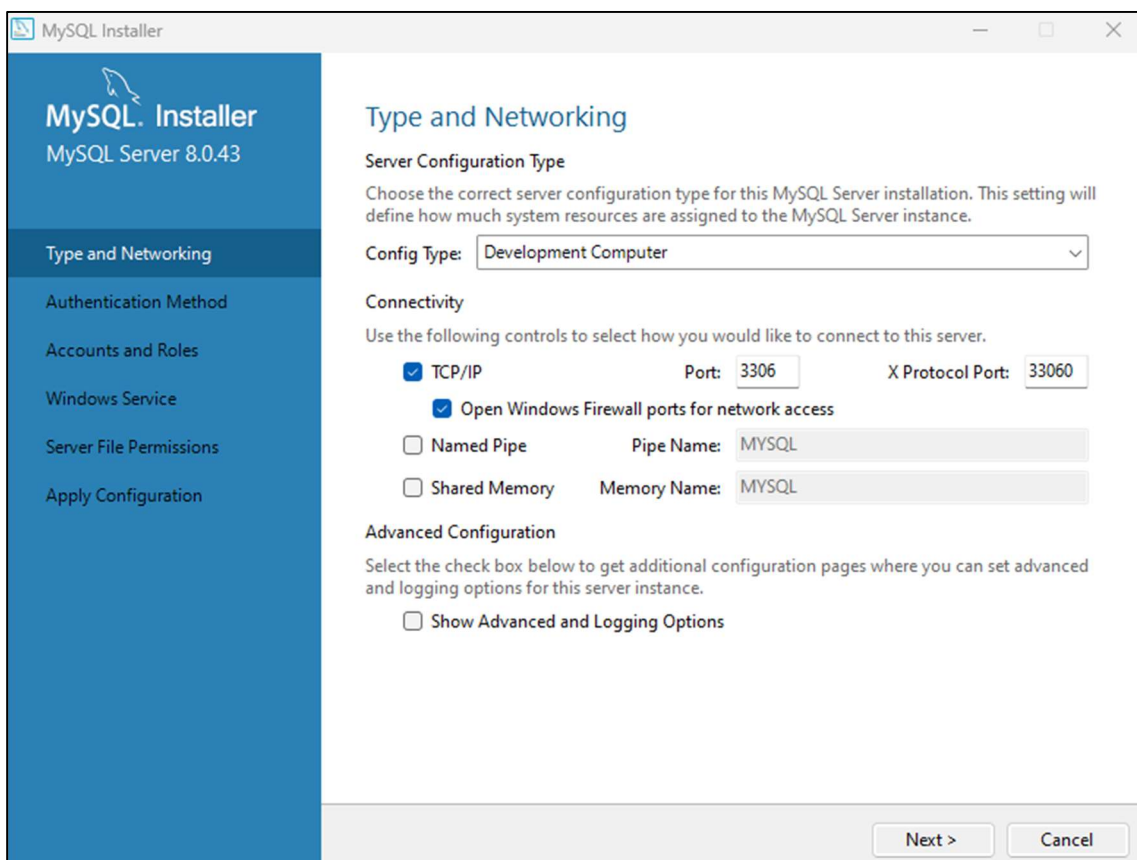 MySQL Installer
MySQL. Installer
MySQL Server 8.0.43
Type and Networking
Authentication Method
Accounts and Roles
Windows Service
Server File Permissions
Apply Configuration
Type and Networking
Server Configuration Type
Choose the correct server configuration type for this MySQL Server installation. This setting will
define how much system resources are assigned to the MySQL Server instance.
Config Type: Development Computer
Connectivity
Use the following controls to select how you would like to connect to this server.
TCP/IP Port: 3306 X Protocol Port: 33060
Open Windows Firewall ports for network access
Named Pipe Pipe Name: MYSQL
Shared Memory Memory Name: MYSQL
Advanced Configuration
Select the check box below to get additional configuration pages where you can set advanced
and logging options for this server instance.
Show Advanced and Logging Options
Next > Cancel